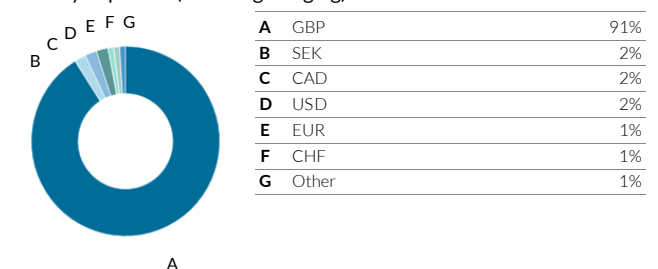 B C D E F G
A
A GBP 91%
B SEK 2%
C CAD 2%
D USD 2%
E EUR 1%
F CHF 1%
G Other 1%